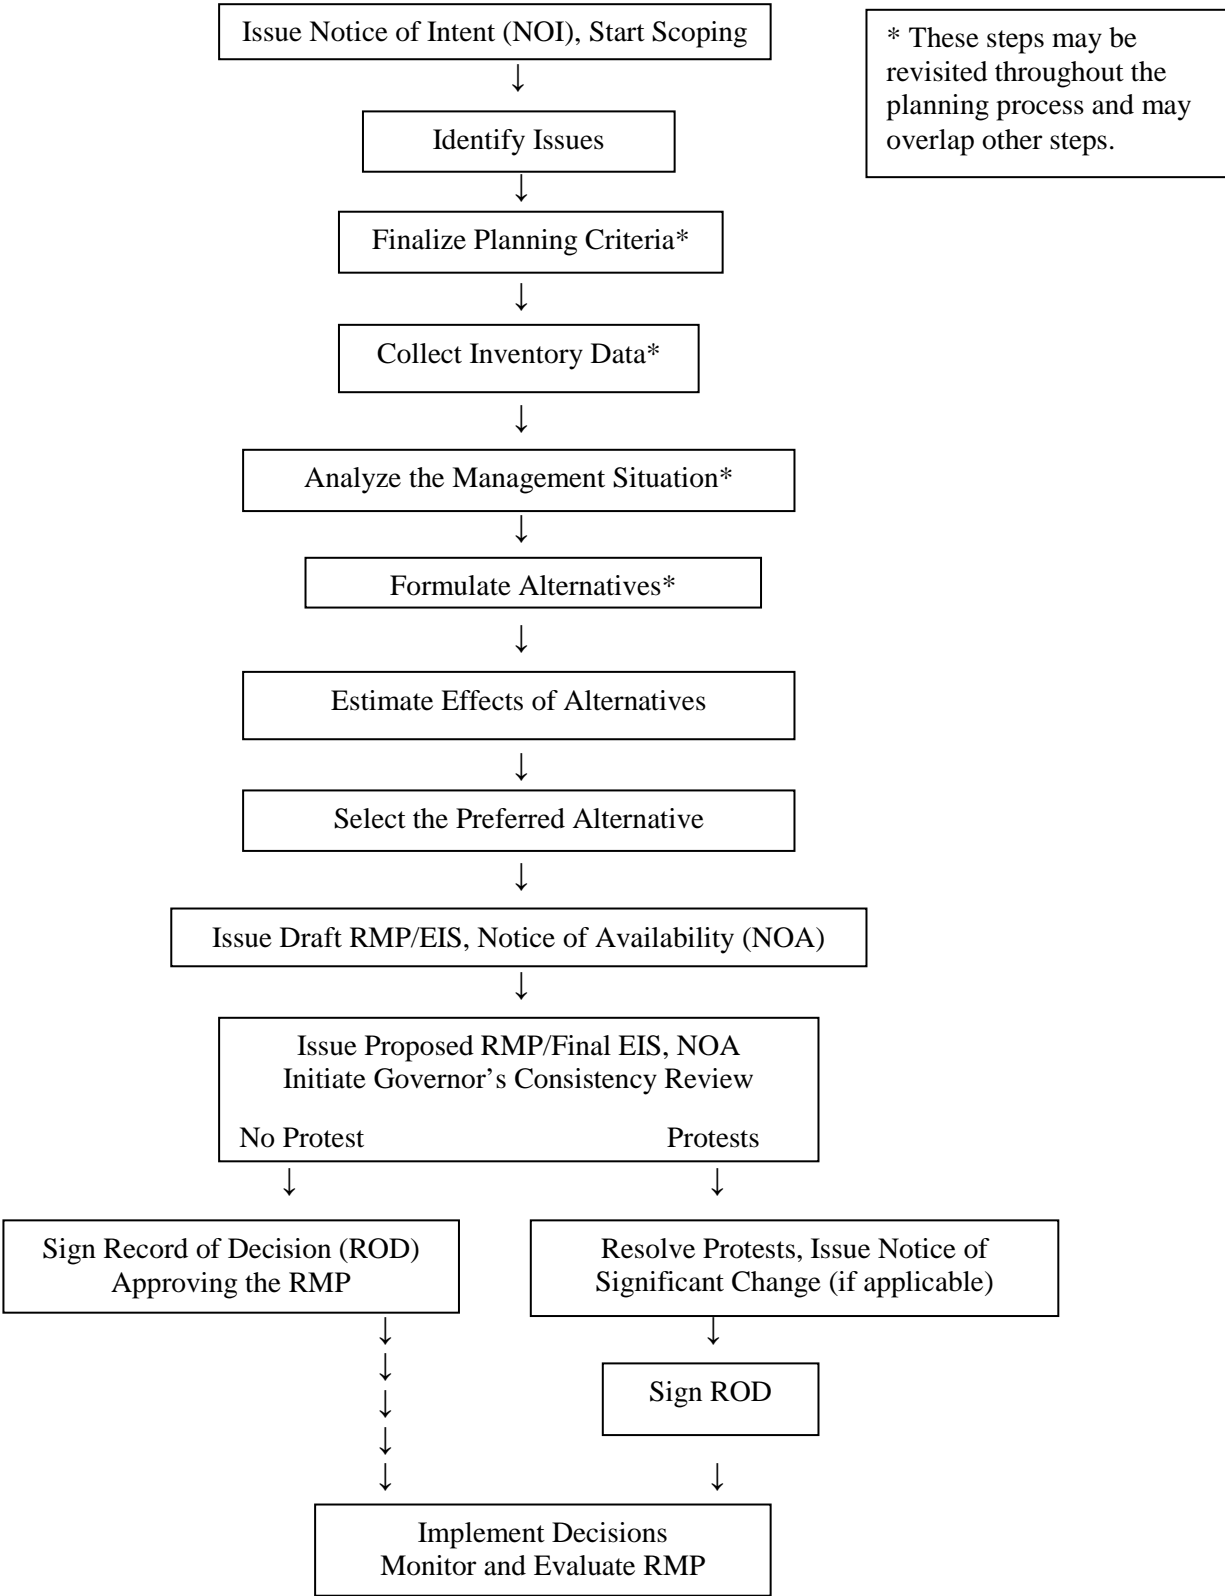 Issue Notice of Intent (NOI), Start Scoping
* These steps may be
revisited throughout the
planning process and may
overlap other steps.
Identify Issues
Finalize Planning Criteria*
Collect Inventory Data*
Analyze the Management Situation*
Formulate Alternatives*
Estimate Effects of Alternatives
Select the Preferred Alternative
Issue Draft RMP/EIS, Notice of Availability (NOA)
Issue Proposed RMP/Final EIS, NOA
Initiate Governor’s Consistency Review
No Protest
Protests
Sign Record of Decision (ROD)
Approving the RMP
Resolve Protests, Issue Notice of
Significant Change (if applicable)
Sign ROD
Implement Decisions
Monitor and Evaluate RMP